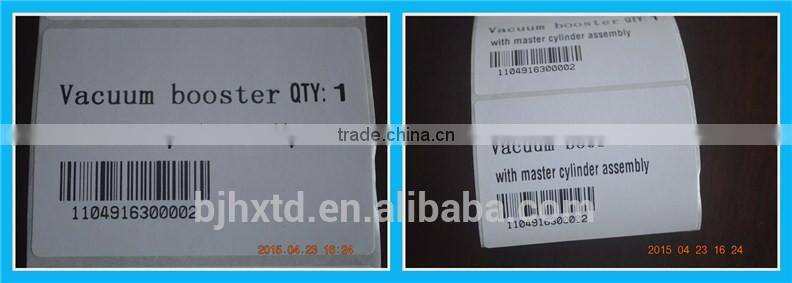 Vacuum booster QTY: 1
1104916300002
2015.04.23 16:24
Vacuum booster QTY: 1
with master cylinder assembly
1104916300002
Vacuum
with master cylinder assembly
1104916300002
2015 04 23 16 24
trade.china.cn
bjhxtd.en.alibaba.com